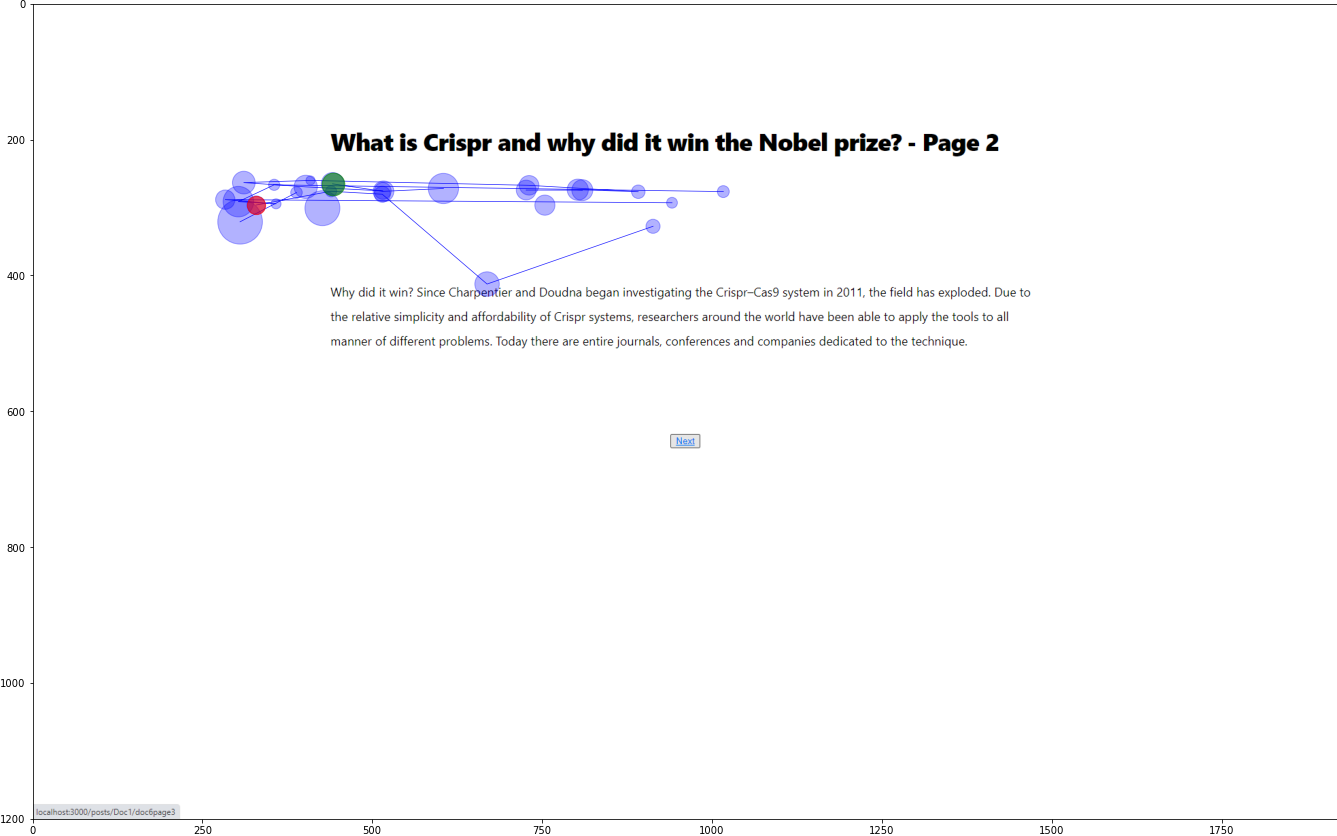 0
200
What is Crispr and why did it win the Nobel prize? - Page 2
400
Why did it win? Since Charpentier and Doudna began investigating the Crispr–Cas9 system in 2011, the field has exploded. Due to
the relative simplicity and affordability of Crispr systems, researchers around the world have been able to apply the tools to all
manner of different problems. Today there are entire journals, conferences and companies dedicated to the technique.
600
Next
800
1000
localhost:3000/posts/Doc1/doc6page3
1200
0 250 500 750 1000 1250 1500 1750